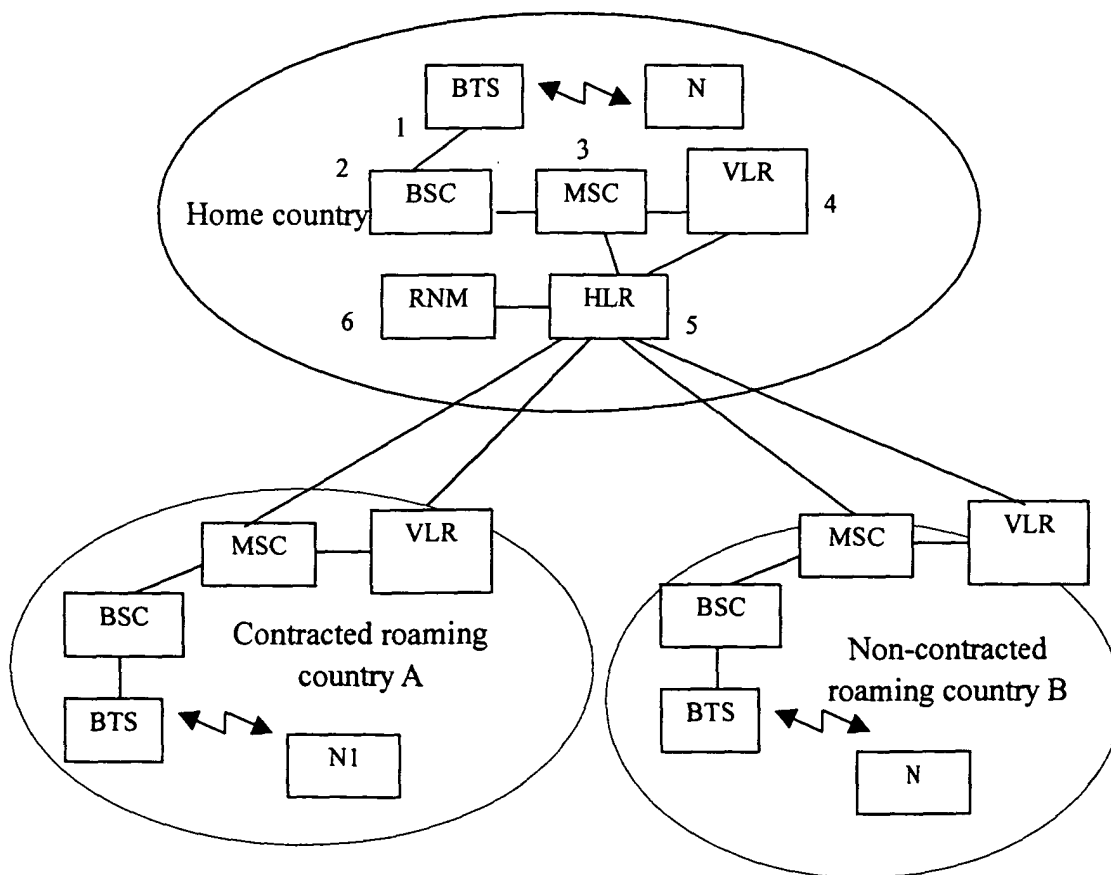 BTS
N
1
2
3
BSC
MSC
VLR
4
Home country
RNM
HLR
6
5
MSC
VLR
BSC
Contracted roaming
country A
BTS
N1
MSC
VLR
BSC
Non-contracted
roaming country B
BTS
N